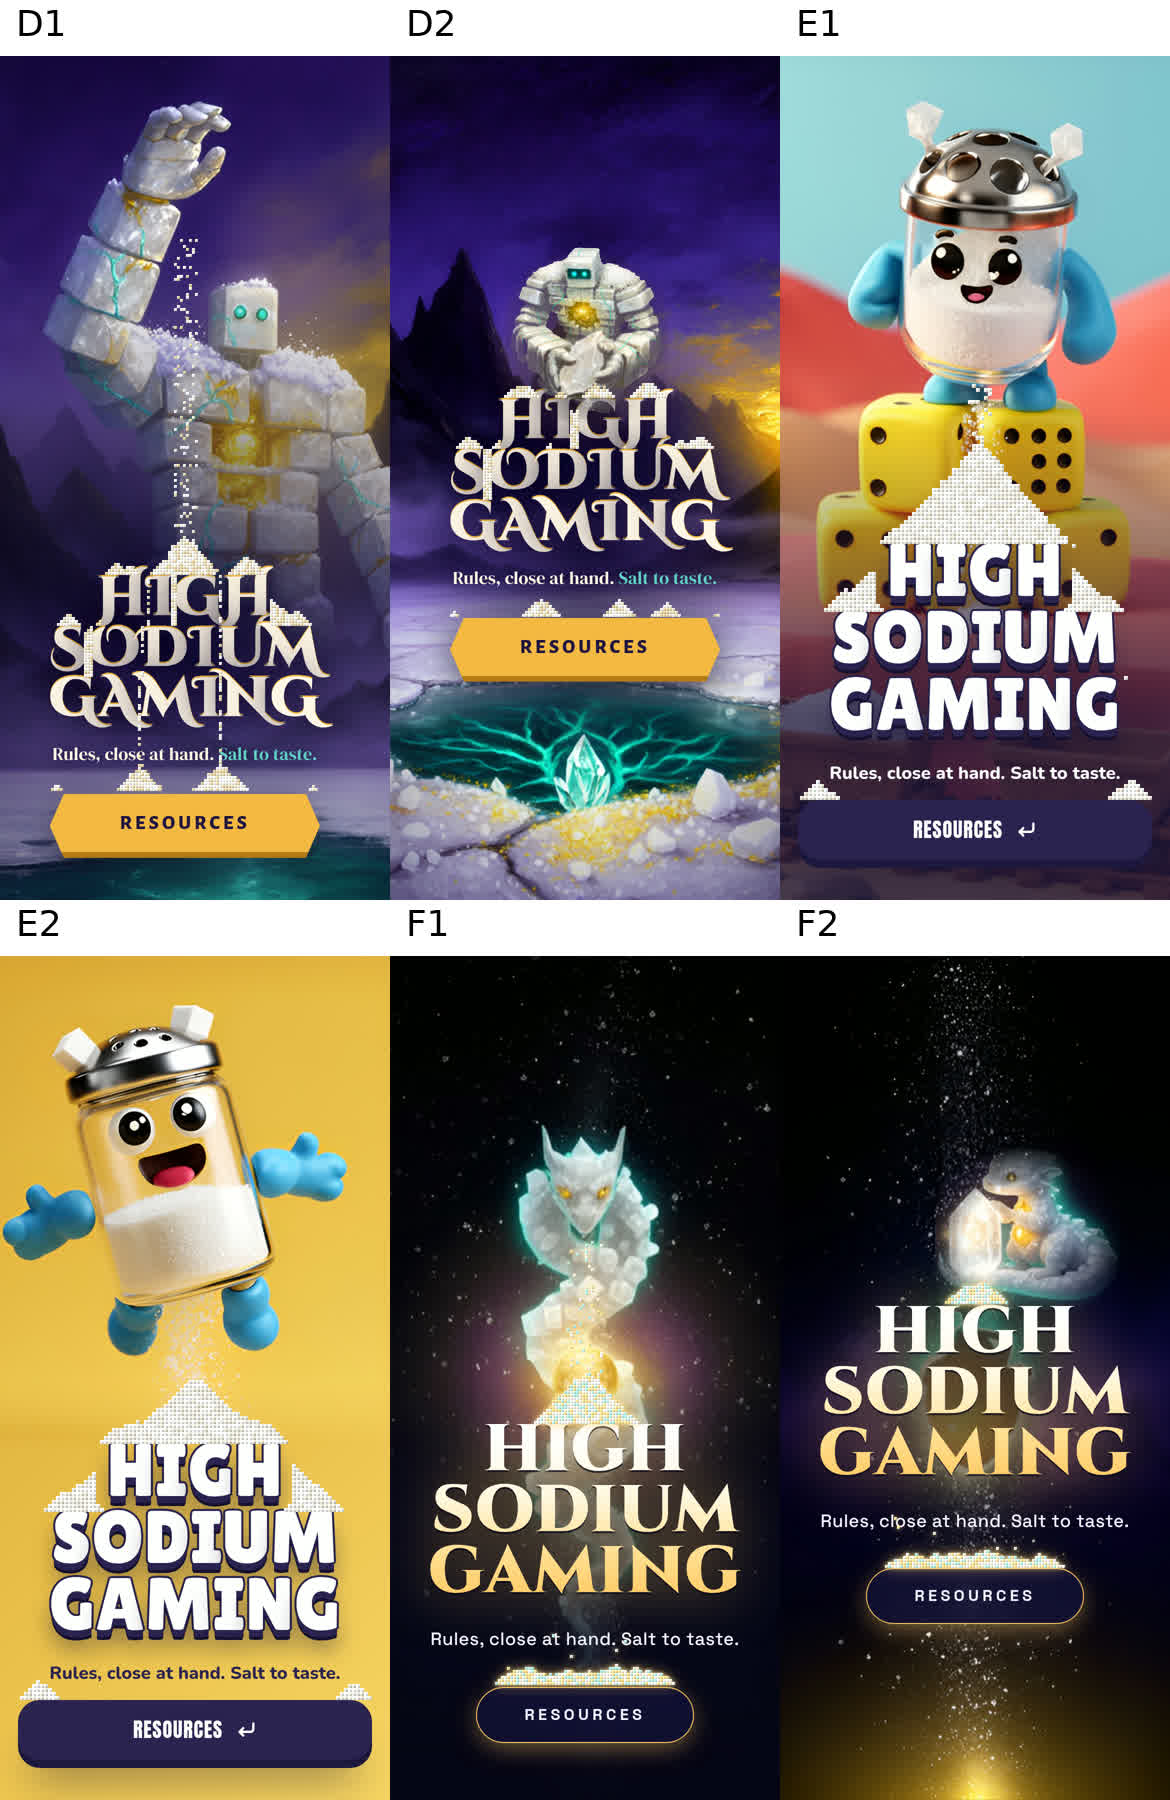 D1
HIGH
SODIUM
GAMING
Rules, close at hand. Salt to taste.
RESOURCES
D2
HIGH
SODIUM
GAMING
Rules, close at hand. Salt to taste.
RESOURCES
E1
HIGH
SODIUM
GAMING
Rules, close at hand. Salt to taste.
RESOURCES ↵
E2
HIGH
SODIUM
GAMING
Rules, close at hand. Salt to taste.
RESOURCES ↵
F1
HIGH
SODIUM
GAMING
Rules, close at hand. Salt to taste.
RESOURCES
F2
HIGH
SODIUM
GAMING
Rules, close at hand. Salt to taste.
RESOURCES